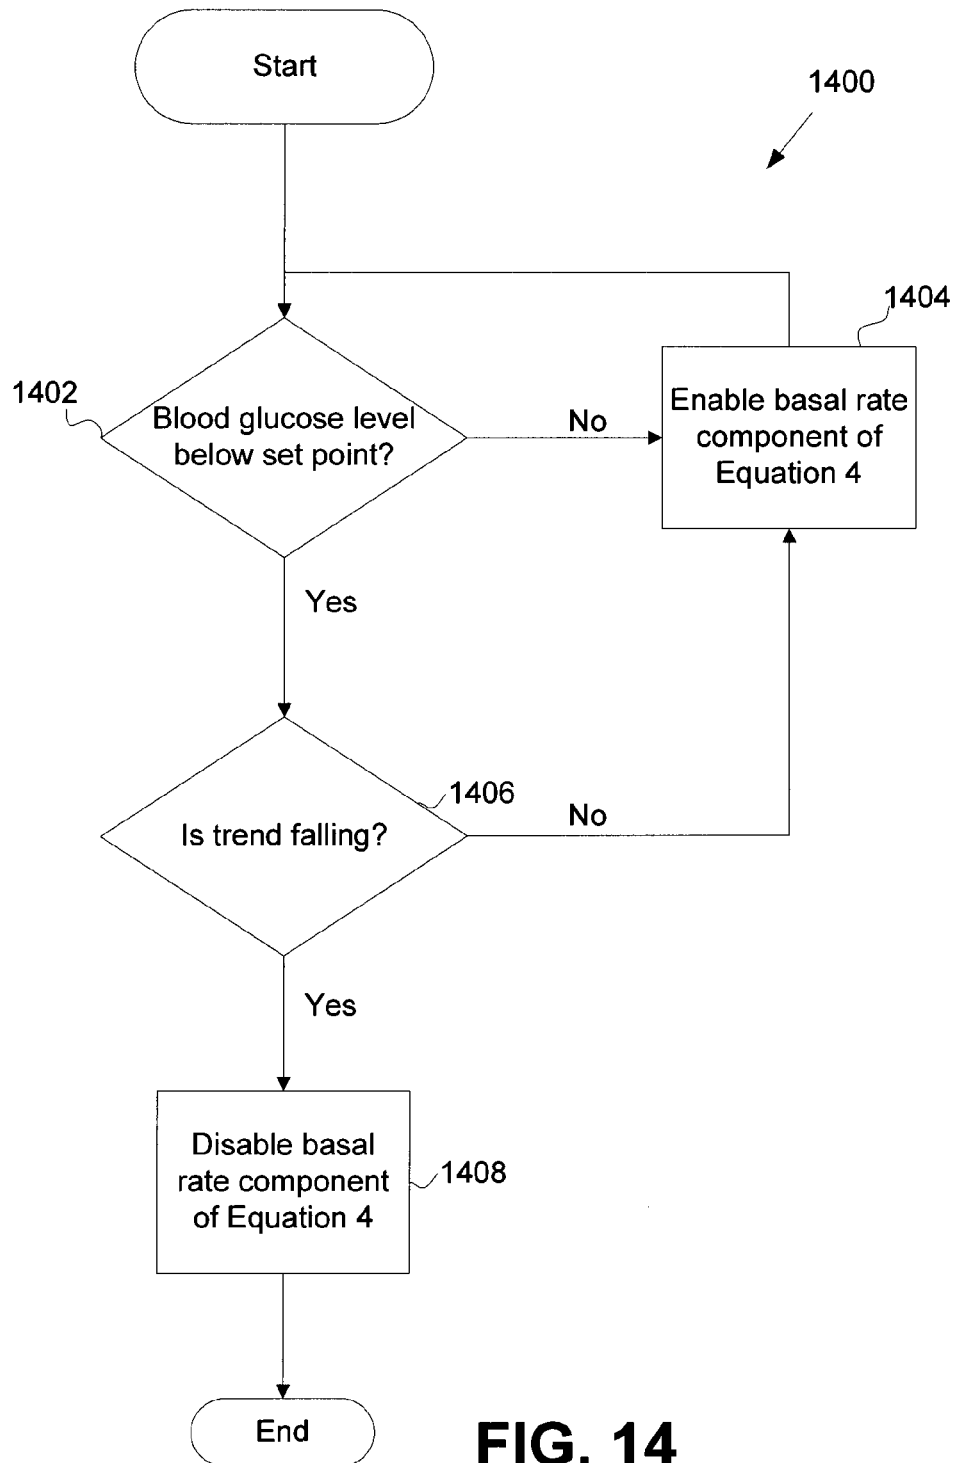 Start
1400
1404
1402
Blood glucose level
below set point?
No
Enable basal rate
component of
Equation 4
Yes
1406
Is trend falling?
No
Yes
Disable basal
rate component
of Equation 4
1408
End
FIG. 14